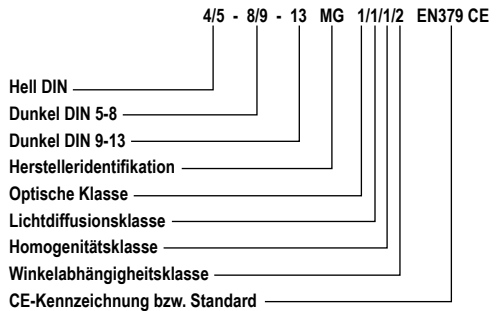 4/5 - 8/9 - 13 MG 1/1/1/2 EN379 CE
Hell DIN
Dunkel DIN 5-8
Dunkel DIN 9-13
Herstelleridentifikation
Optische Klasse
Lichtdiffusionsklasse
Homogenitätsklasse
Winkelabhängigheitsklasse
CE-Kennzeichnung bzw. Standard